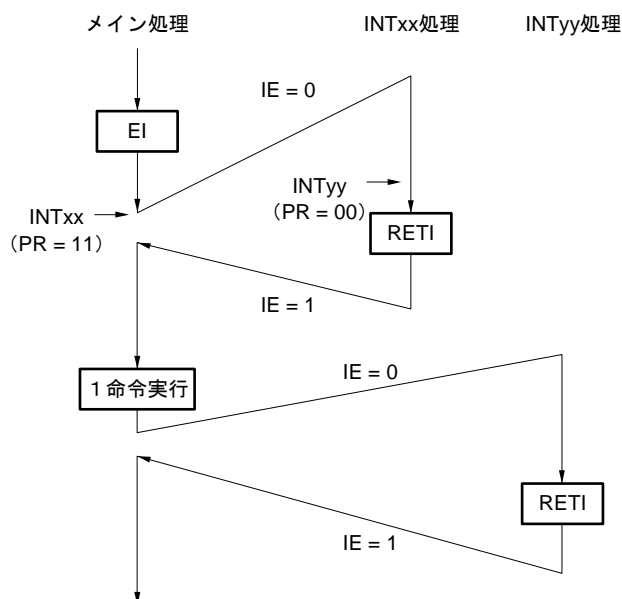 メイン処理
INTxx処理
INTyy処理
IE = 0
EI
INTyy
（PR = 00）
INTxx
（PR = 11）
RETI
IE = 1
IE = 0
１命令実行
RETI
IE = 1